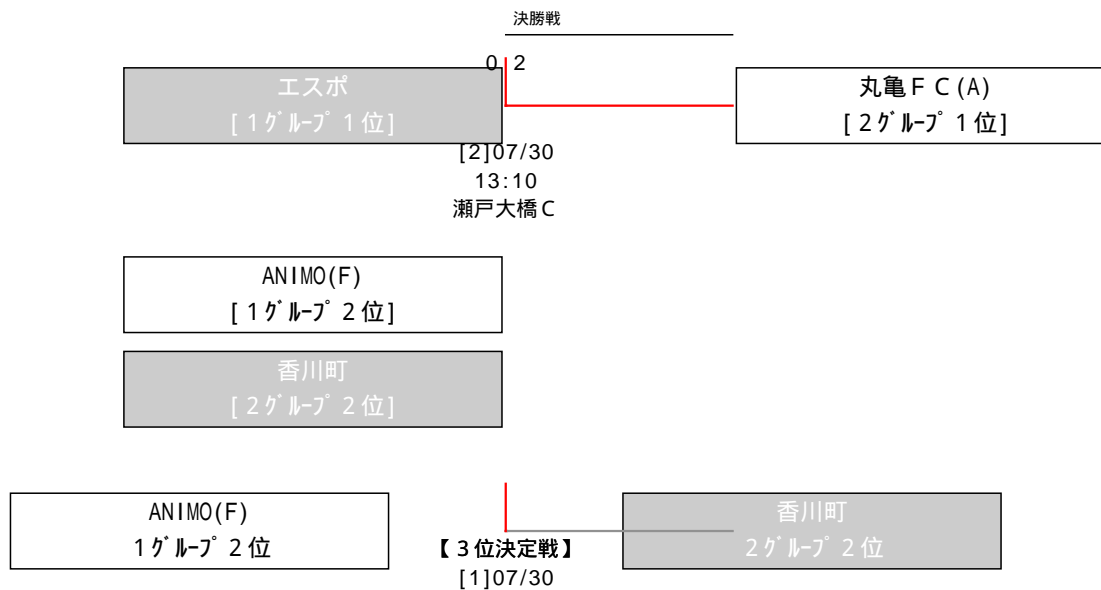 決勝戦
0 2
エスポ
[1ｸﾞﾙｰﾌﾟ1位]
丸亀ＦＣ(A)
[2ｸﾞﾙｰﾌﾟ1位]
[2]07/30
13:10
瀬戸大橋Ｃ
ANIMO(F)
[1ｸﾞﾙｰﾌﾟ2位]
香川町
[2ｸﾞﾙｰﾌﾟ2位]
ANIMO(F)
1ｸﾞﾙｰﾌﾟ2位
【3位決定戦】
[1]07/30
香川町
2ｸﾞﾙｰﾌﾟ2位